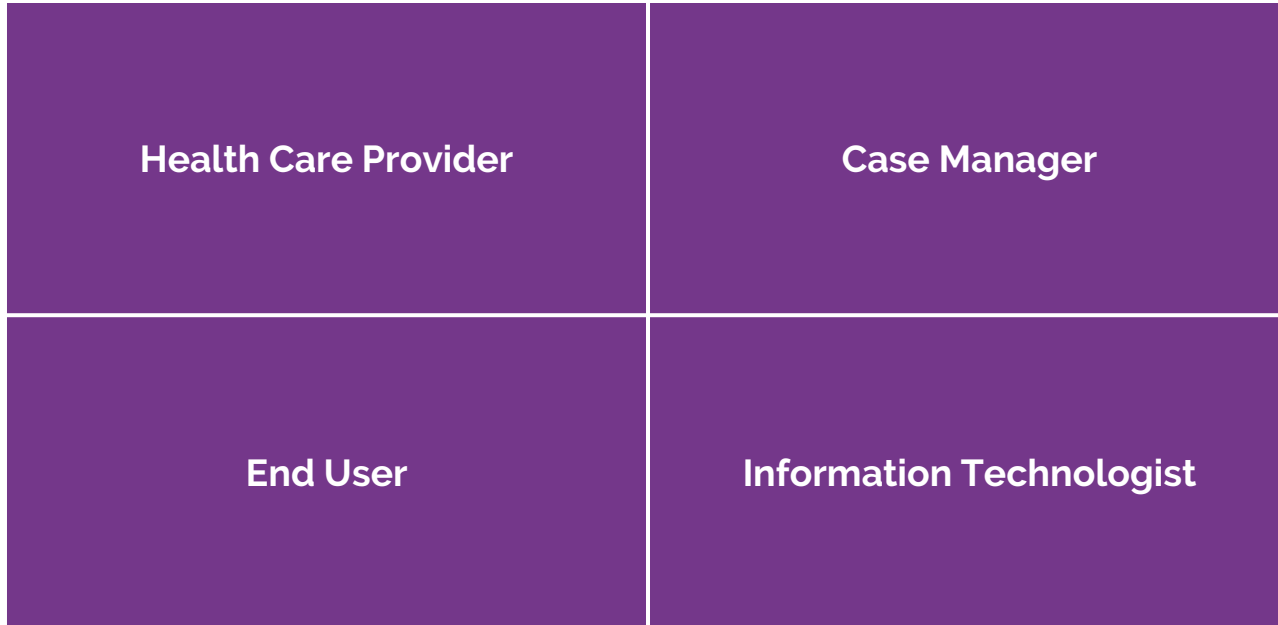 Health Care Provider
Case Manager
End User
Information Technologist